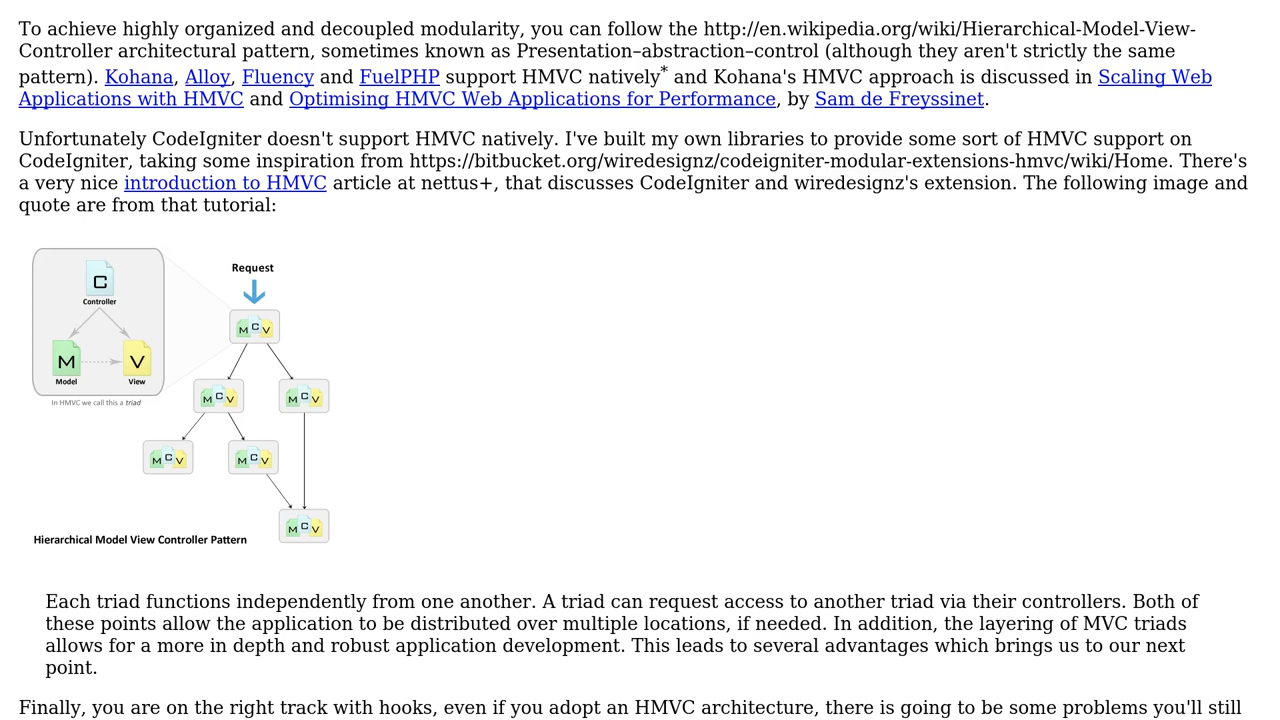 To achieve highly organized and decoupled modularity, you can follow the http://en.wikipedia.org/wiki/Hierarchical-Model-View-
Controller architectural pattern, sometimes known as Presentation–abstraction–control (although they aren't strictly the same
pattern). Kohana, Alloy, Fluency and FuelPHP support HMVC natively* and Kohana's HMVC approach is discussed in Scaling Web
Applications with HMVC and Optimising HMVC Web Applications for Performance, by Sam de Freyssinet.
Unfortunately CodeIgniter doesn't support HMVC natively. I've built my own libraries to provide some sort of HMVC support on
CodeIgniter, taking some inspiration from https://bitbucket.org/wiredesignz/codeigniter-modular-extensions-hmvc/wiki/Home. There's
a very nice introduction to HMVC article at nettus+, that discusses CodeIgniter and wiredesignz's extension. The following image and
quote are from that tutorial:
C
Controller
M
V
Model
View
In HMVC we call this a triad
Request
M C V
M C V
M C V
M C V
M C V
M C V
Hierarchical Model View Controller Pattern
Each triad functions independently from one another. A triad can request access to another triad via their controllers. Both of
these points allow the application to be distributed over multiple locations, if needed. In addition, the layering of MVC triads
allows for a more in depth and robust application development. This leads to several advantages which brings us to our next
point.
Finally, you are on the right track with hooks, even if you adopt an HMVC architecture, there is going to be some problems you'll still